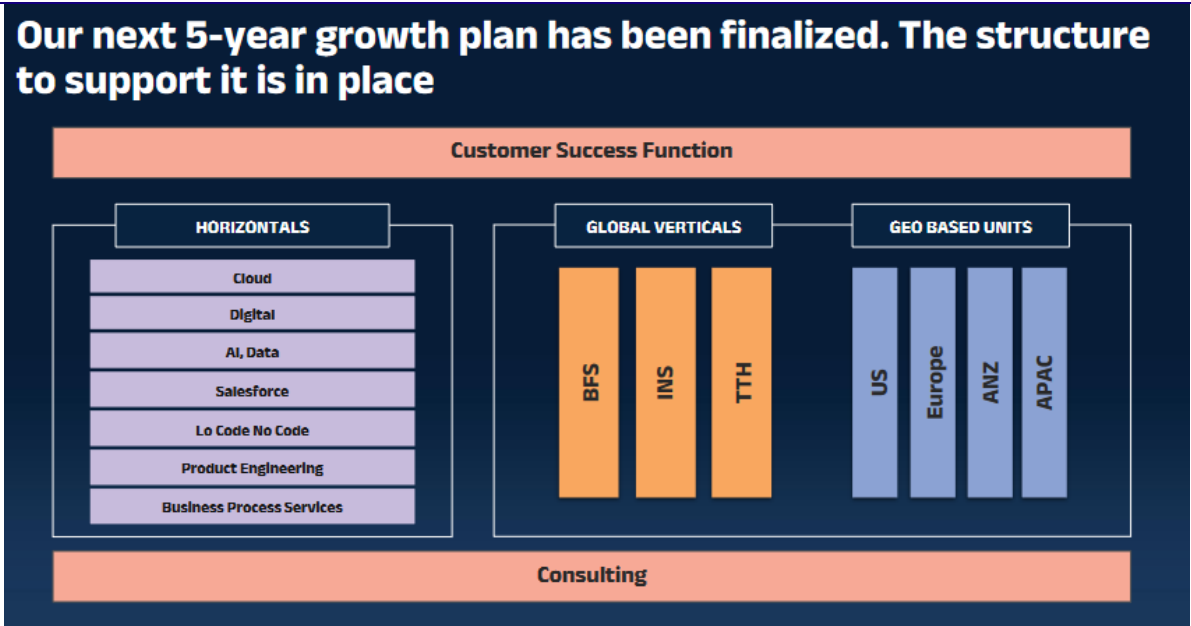 Our next 5-year growth plan has been finalized. The structure
to support it is in place
Customer Success Function
HORIZONTALS
Cloud
Digital
AI, Data
Salesforce
Lo Code No Code
Product Engineering
Business Process Services
GLOBAL VERTICALS
BFS
INS
TTH
GEO BASED UNITS
US
Europe
ANZ
APAC
Consulting